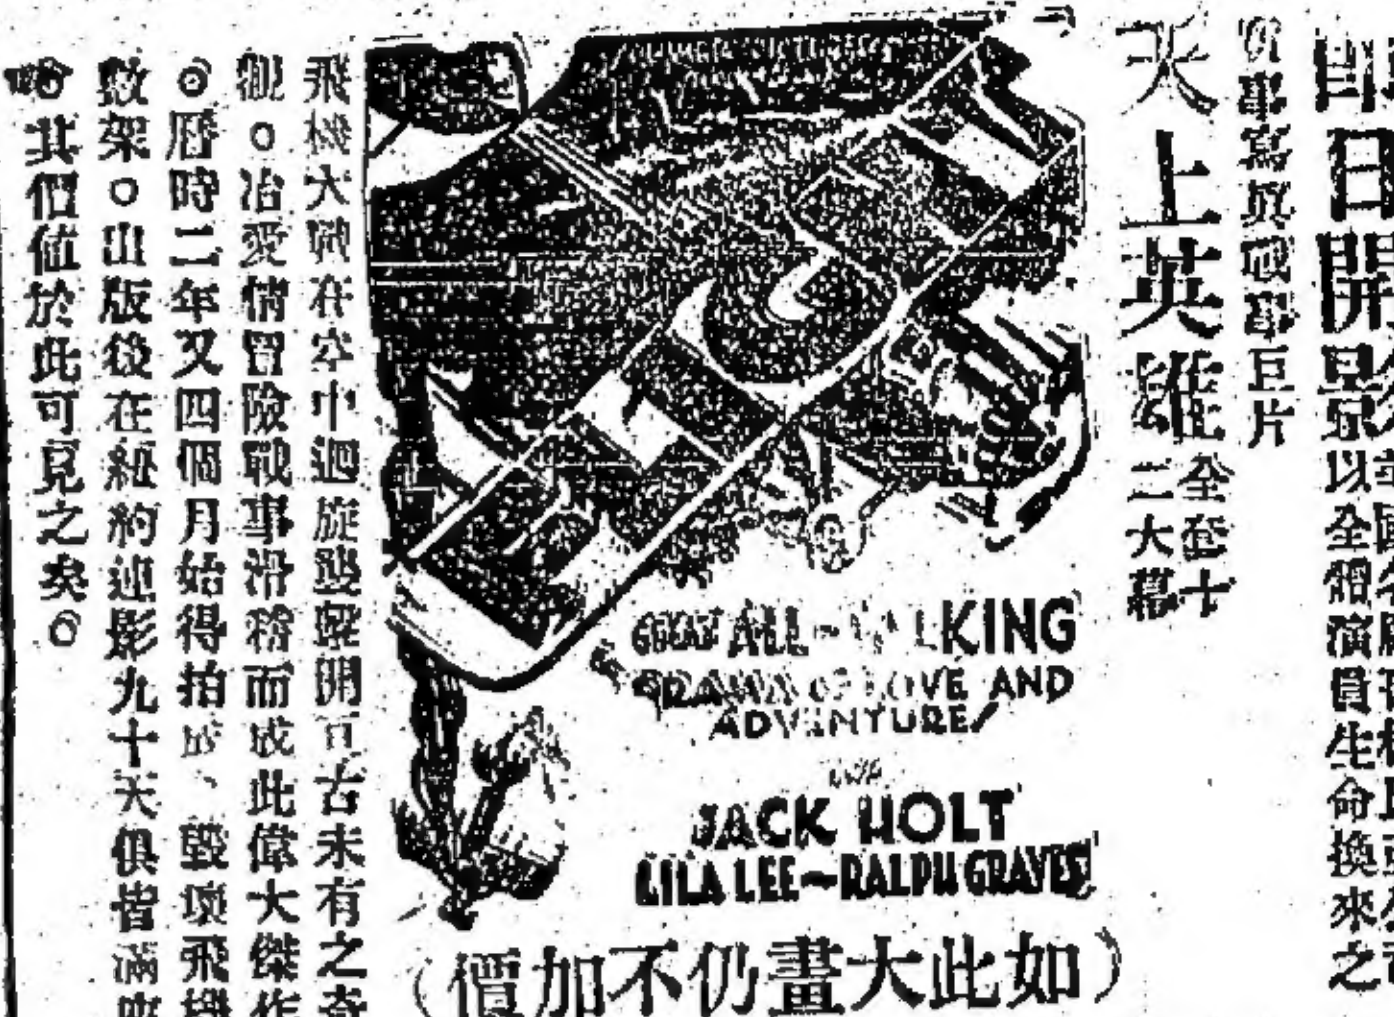 日開影
以全體演員生命換來之
軍事寫真戰爭巨片
天上英雄
全套十
二大幕
GREAT ALL-TALKING
DRAMA OF LOVE AND
ADVENTURE!
JACK HOLT
LILA LEE~RALPH GRAVES
(如此大畫仍不加價)
飛機大戰在空中迴旋變幻開亘古未有之奇
觀。冶愛情冒險戰事滑稽而成此偉大傑作
◎曆時二年又四個月始得拍成、毀壞飛機
數架。出版後在紐約連影九十天俱皆滿座
其價値於此可見之矣。